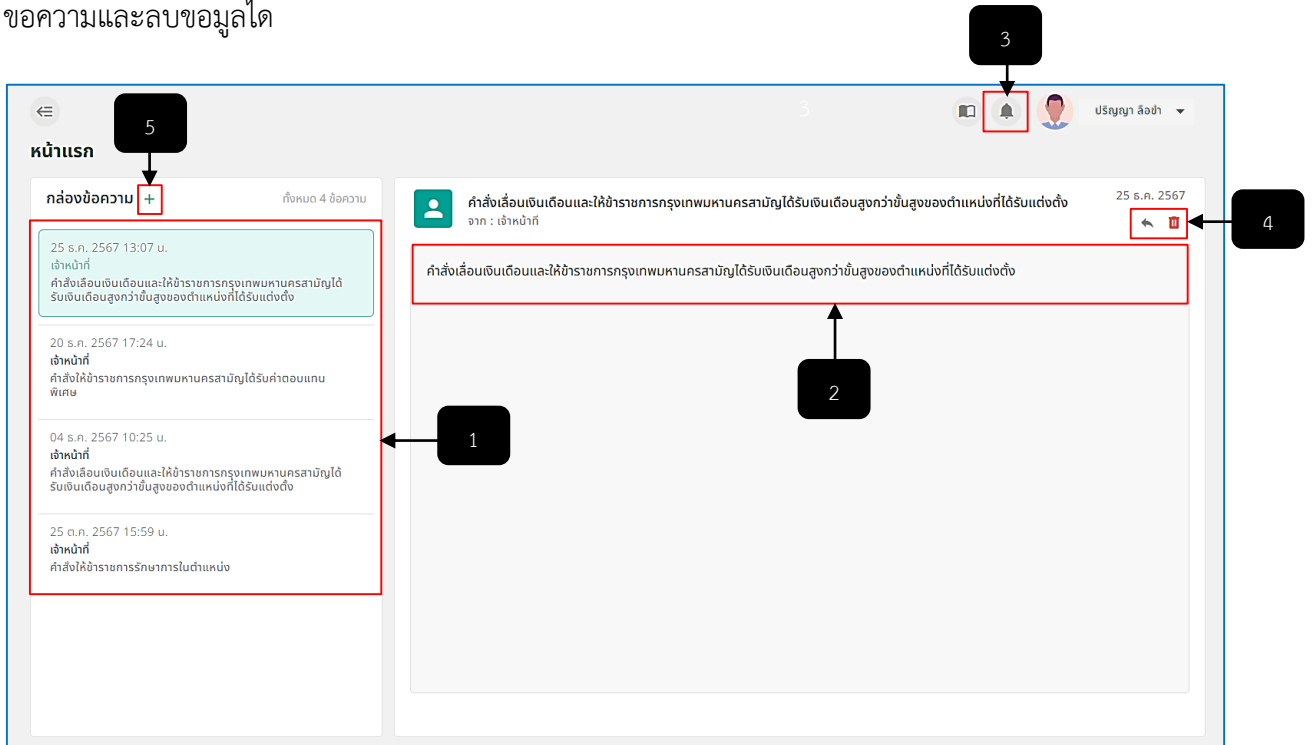 ขอความและลบขอมูลได
3
3
ปริญญา ลือขำ
5
หน้าแรก
กล่องข้อความ +
ทั้งหมด 4 ข้อความ
25 ธ.ค. 2567 13:07 น.
เจ้าหน้าที่
คำสั่งเลื่อนเงินเดือนและให้ข้าราชการกรุงเทพมหานครสามัญได้
รับเงินเดือนสูงกว่าขั้นสูงของตำแหน่งที่ได้รับแต่งตั้ง
20 ธ.ค. 2567 17:24 น.
เจ้าหน้าที่
คำสั่งให้ข้าราชการกรุงเทพมหานครสามัญได้รับค่าตอบแทน
พิเศษ
04 ธ.ค. 2567 10:25 น.
เจ้าหน้าที่
คำสั่งเลื่อนเงินเดือนและให้ข้าราชการกรุงเทพมหานครสามัญได้
รับเงินเดือนสูงกว่าขั้นสูงของตำแหน่งที่ได้รับแต่งตั้ง
25 ต.ค. 2567 15:59 น.
เจ้าหน้าที่
คำสั่งให้ข้าราชการรักษาการในตำแหน่ง
1
คำสั่งเลื่อนเงินเดือนและให้ข้าราชการกรุงเทพมหานครสามัญได้รับเงินเดือนสูงกว่าขั้นสูงของตำแหน่งที่ได้รับแต่งตั้ง
จาก : เจ้าหน้าที่
25 ธ.ค. 2567
4
คำสั่งเลื่อนเงินเดือนและให้ข้าราชการกรุงเทพมหานครสามัญได้รับเงินเดือนสูงกว่าขั้นสูงของตำแหน่งที่ได้รับแต่งตั้ง
2